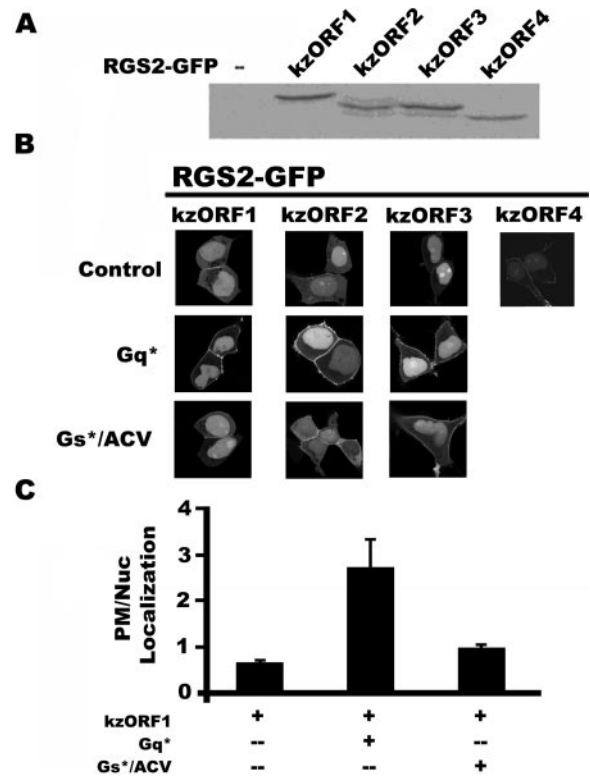 A
RGS2-GFP -- kzORF1 kzORF2 kzORF3 kzORF4
B
RGS2-GFP
kzORF1 kzORF2 kzORF3 kzORF4
Control
Gq*
Gs*/ACV
C
PM/Nuc
Localization
4
3
2
1
0
kzORF1 + + +
Gq* -- + --
Gs*/ACV -- -- +